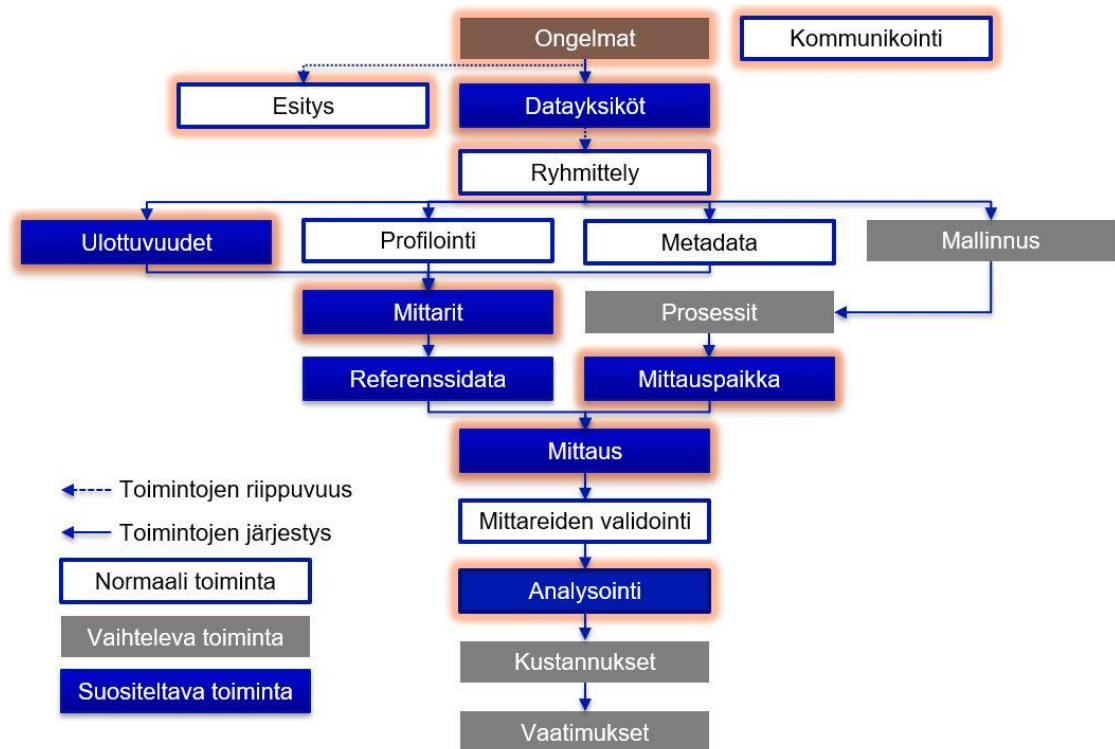 Ongelmat
Kommunikointi
Esitys
Datayksiköt
Ryhmittely
Ulottuvuudet
Profilointi
Metadata
Mallinnus
Mittarit
Prosessit
Referenssidata
Mittauspaikka
Mittaus
Toimintojen riippuvuus
Mittareiden validointi
Toimintojen järjestys
Normaali toiminta
Analysointi
Vaihteleva toiminta
Kustannukset
Suositeltava toiminta
Vaatimukset